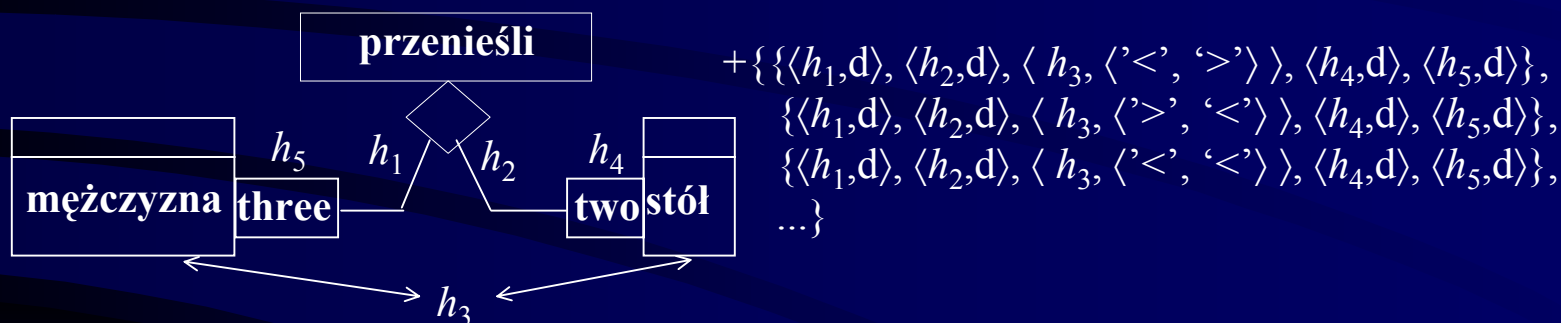 przenieśli
h₅ h₁ h₂ h₄
mężczyzna three two stół
h₃
+{{⟨h₁,d⟩, ⟨h₂,d⟩, ⟨ h₃, ⟨’<’, ‘>’⟩ ⟩, ⟨h₄,d⟩, ⟨h₅,d⟩},
{⟨h₁,d⟩, ⟨h₂,d⟩, ⟨ h₃, ⟨’>’, ‘<’⟩ ⟩, ⟨h₄,d⟩, ⟨h₅,d⟩},
{⟨h₁,d⟩, ⟨h₂,d⟩, ⟨ h₃, ⟨’<’, ‘<’⟩ ⟩, ⟨h₄,d⟩, ⟨h₅,d⟩},
...}